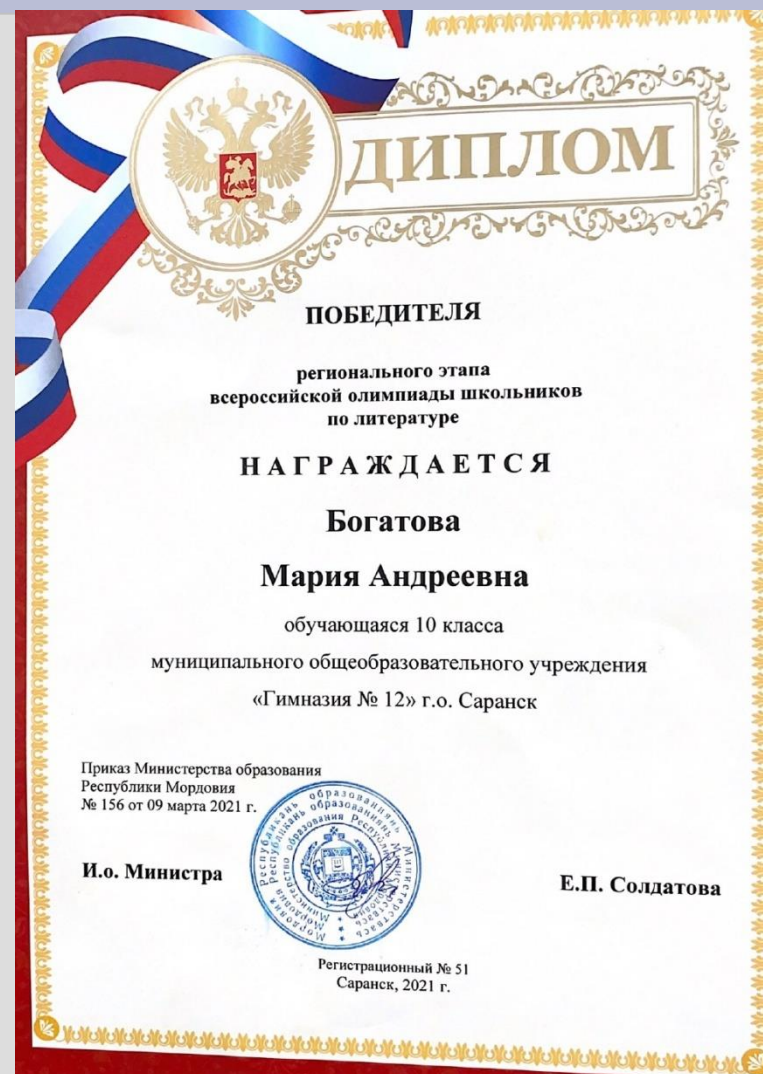 ДИПЛОМ
ПОБЕДИТЕЛЯ
регионального этапа
всероссийской олимпиады школьников
по литературе
НАГРАЖДАЕТСЯ
Богатова
Мария Андреевна
обучающаяся 10 класса
муниципального общеобразовательного учреждения
«Гимназия № 12» г.о. Саранск
Приказ Министерства образования
Республики Мордовия
№ 156 от 09 марта 2021 г.
И.о. Министра
Е.П. Солдатова
Регистрационный № 51
Саранск, 2021 г.